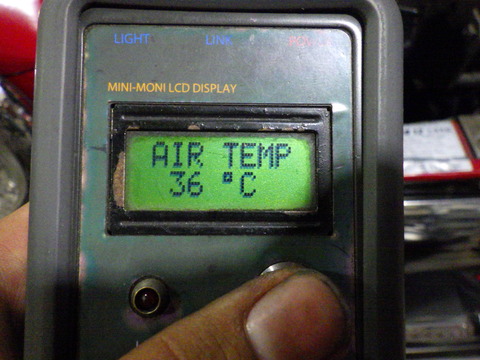 LIGHT LINK
MINI-MONI LCD DISPLAY
AIR TEMP
36 °C